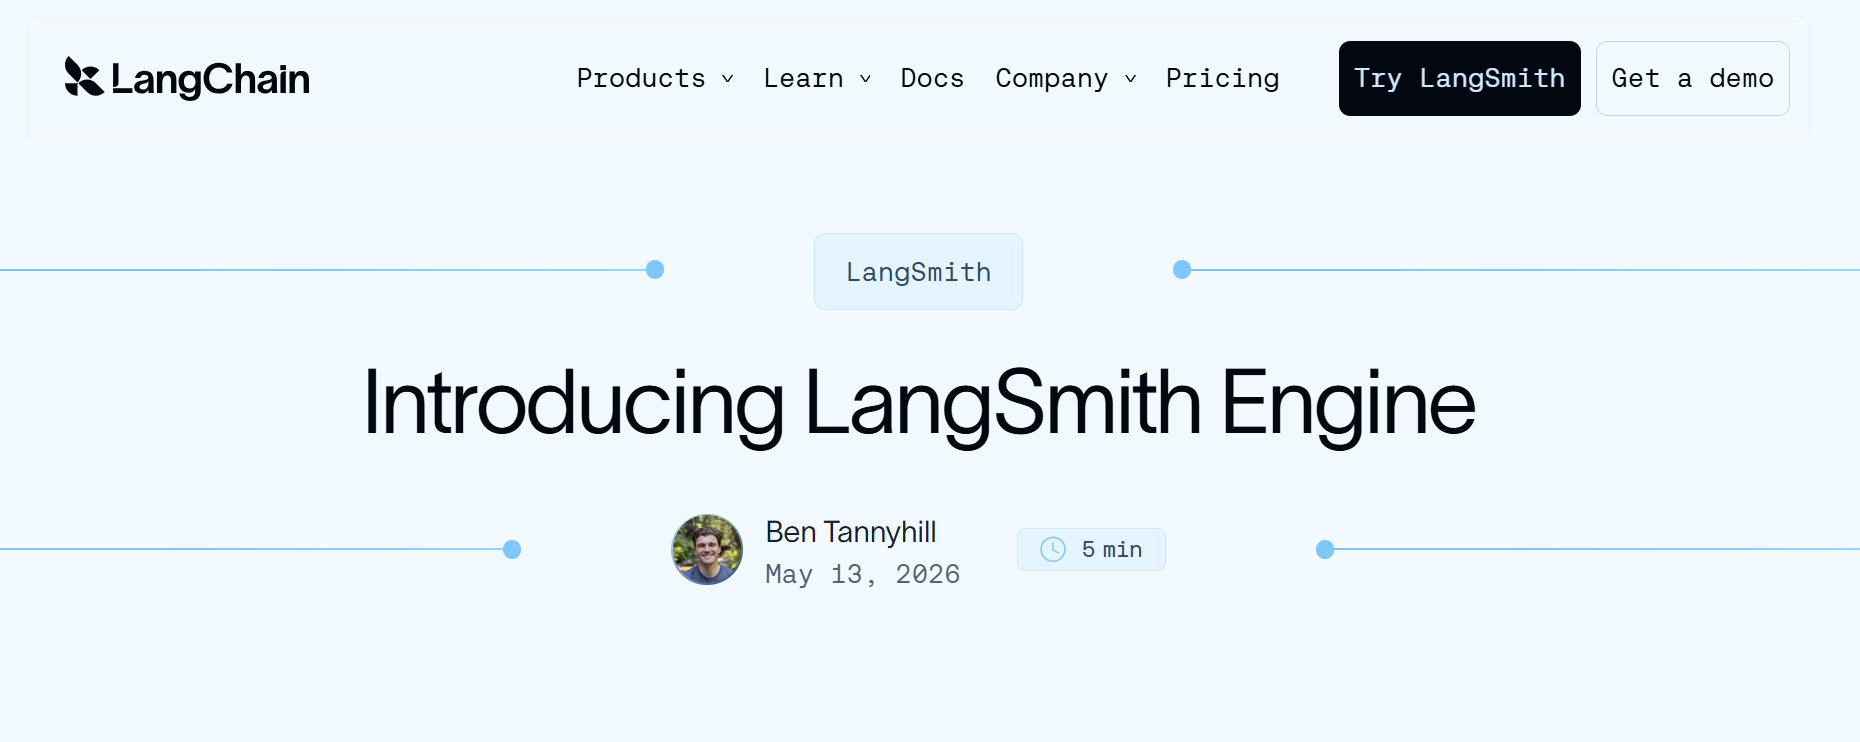 LangChain
Products Learn Docs Company Pricing Try LangSmith Get a demo
LangSmith
Introducing LangSmith Engine
Ben Tannyhill
May 13, 2026
5 min